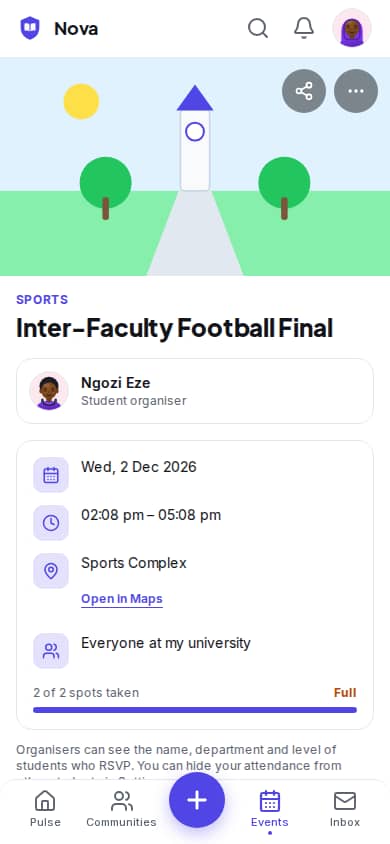 Nova
SPORTS
Inter-Faculty Football Final
Ngozi Eze
Student organiser
Wed, 2 Dec 2026
02:08 pm – 05:08 pm
Sports Complex
Open in Maps
Everyone at my university
2 of 2 spots taken
Full
Organisers can see the name, department and level of
students who RSVP. You can hide your attendance from
Pulse
Communities
Events
Inbox